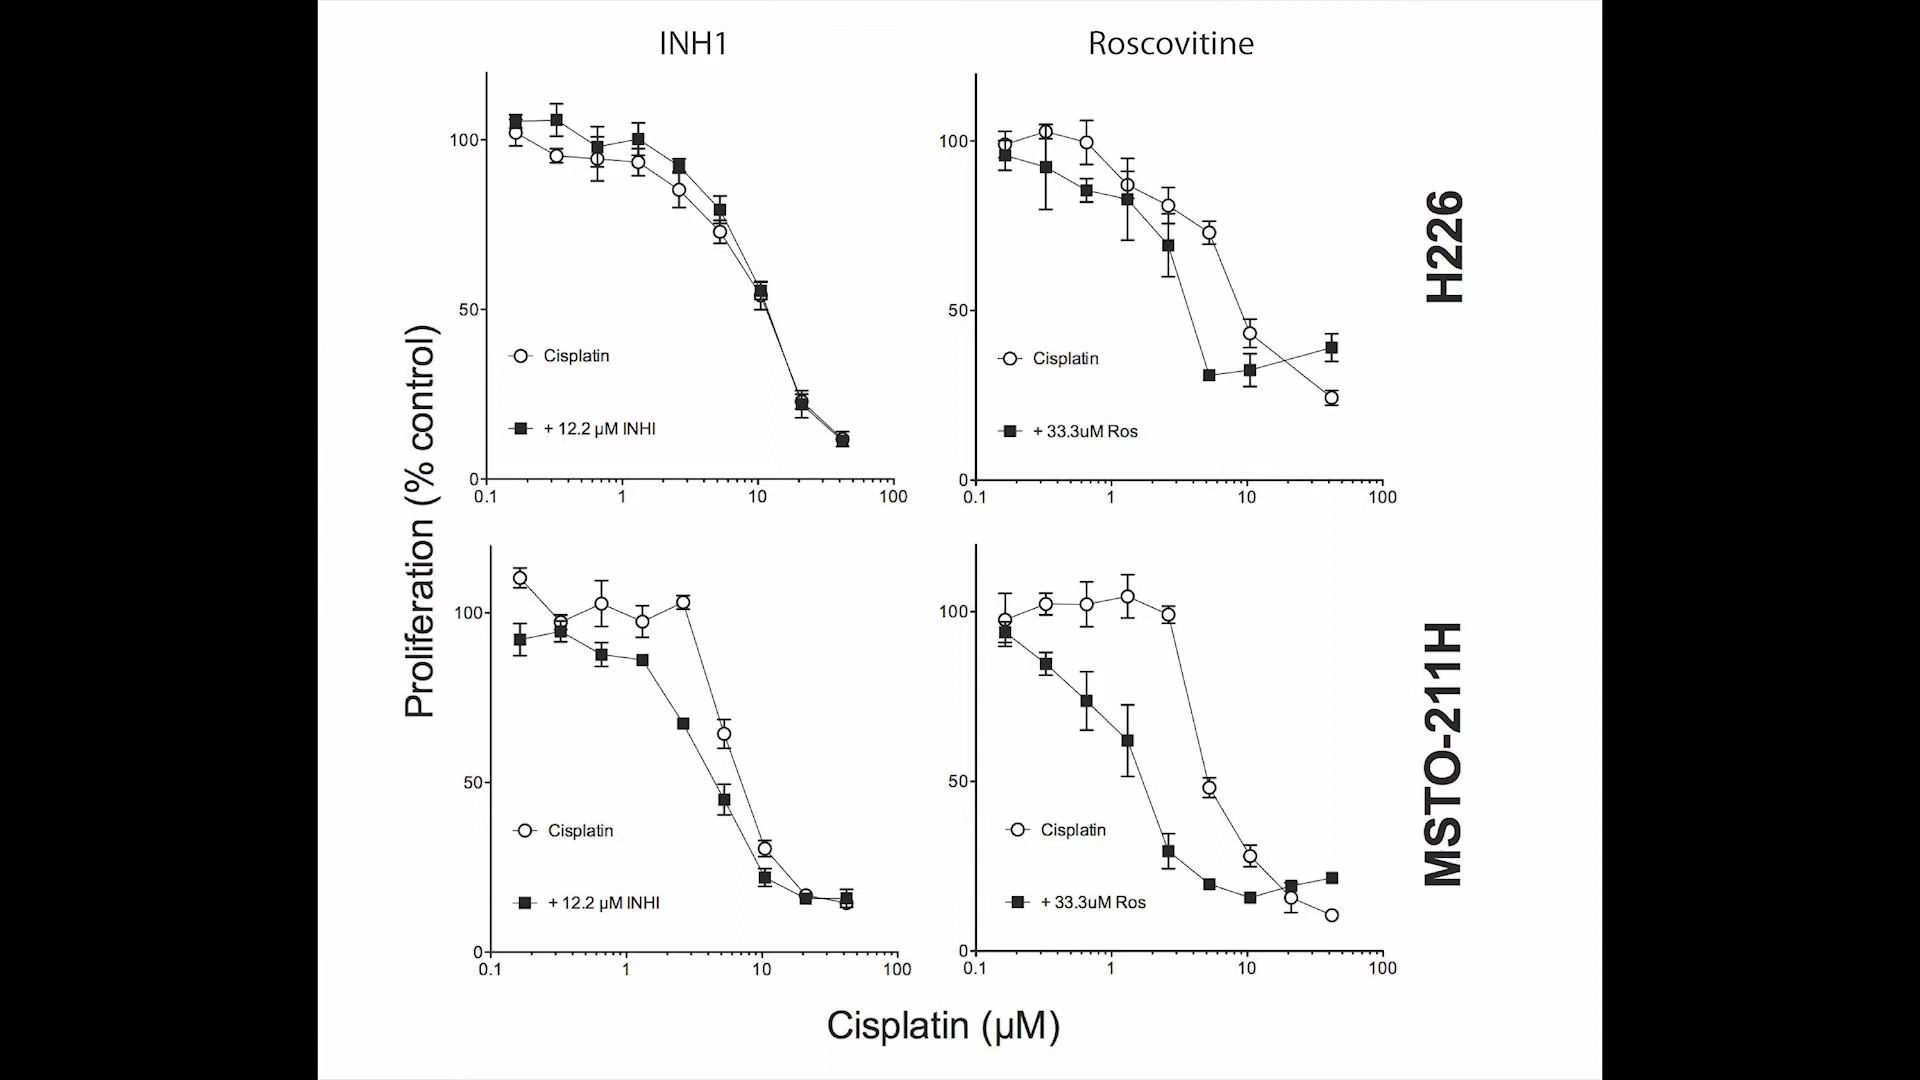 INH1
Roscovitine
100
50
0
0.1 1 10 100
Cisplatin
+ 12.2 µM INHI
100
50
0
0.1 1 10 100
Cisplatin
+ 33.3uM Ros
H226
Proliferation (% control)
100
50
0
0.1 1 10 100
Cisplatin
+ 12.2 µM INHI
100
50
0
0.1 1 10 100
Cisplatin
+ 33.3uM Ros
MSTO-211H
Cisplatin (µM)